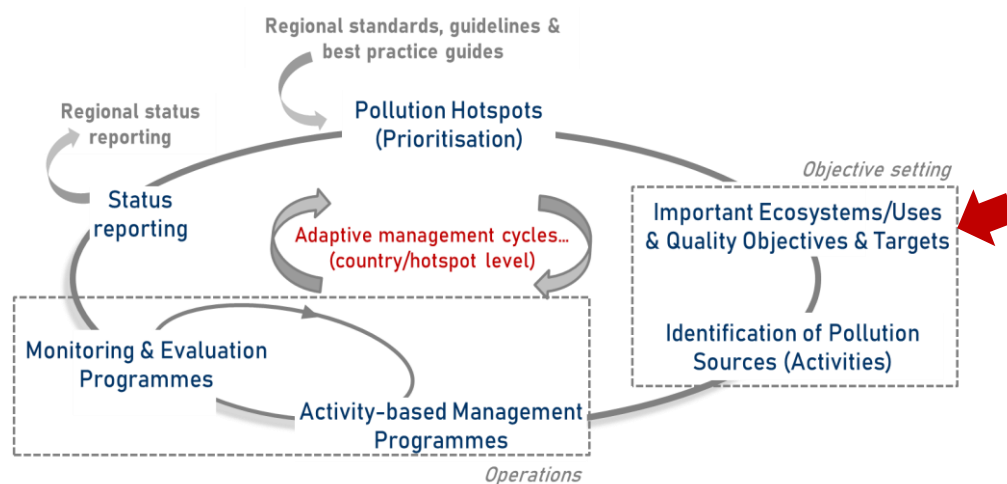 Regional standards, guidelines &
best practice guides
Regional status
reporting
Pollution Hotspots
(Prioritisation)
Objective setting
Status
reporting
Important Ecosystems/Uses
& Quality Objectives & Targets
Adaptive management cycles...
(country/hotspot level)
Identification of Pollution
Sources (Activities)
Monitoring & Evaluation
Programmes
Activity-based Management
Programmes
Operations